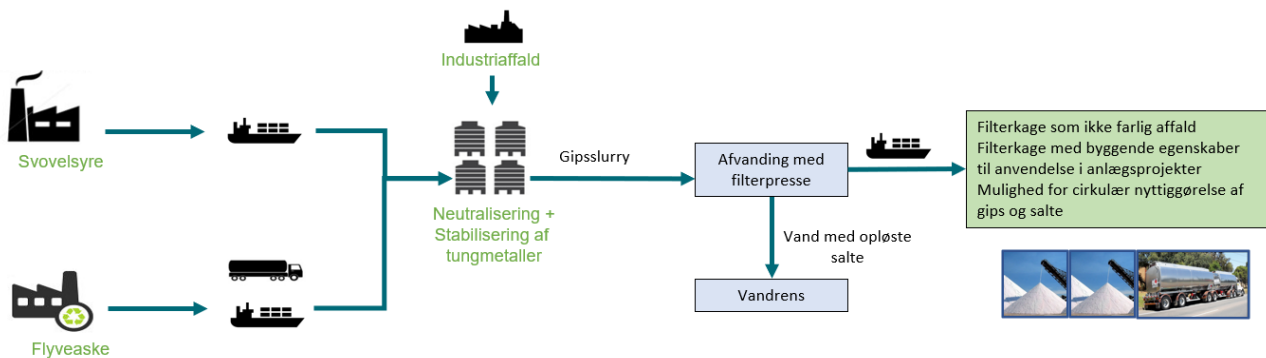 Industriaffald
Svovelsyre
Gipsslurry
Neutralisering +
Stabilisering af
tungmetaller
Afvanding med
filterpresse
Filterkage som ikke farlig affald
Filterkage med byggende egenskaber
til anvendelse i anlægsprojekter
Mulighed for cirkulær nyttiggørelse af
gips og salte
Vand med opløste
salte
Vandrens
Flyveaske